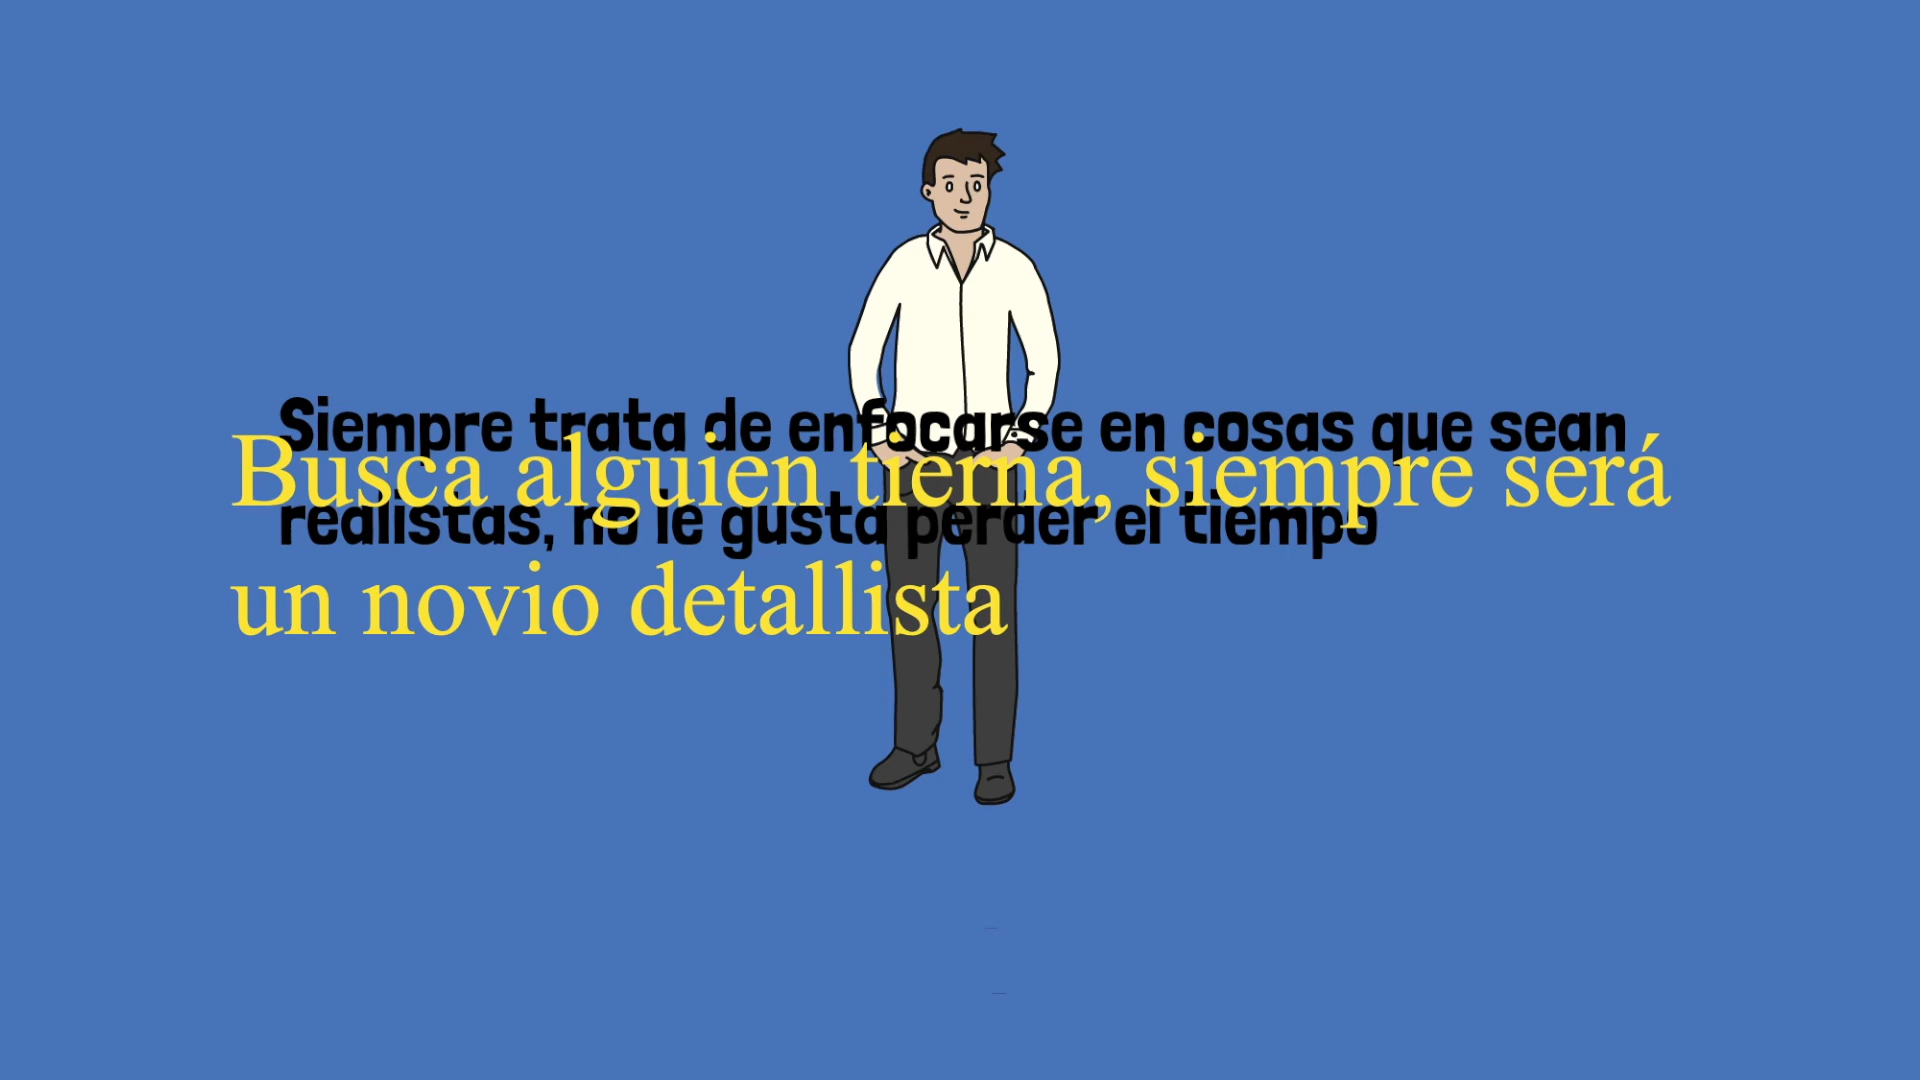 Siempre trata de enfocarse en cosas que sean
Busca alguien tierna, siempre será
realistas, no le gusta perder el tiempo
un novio detallista